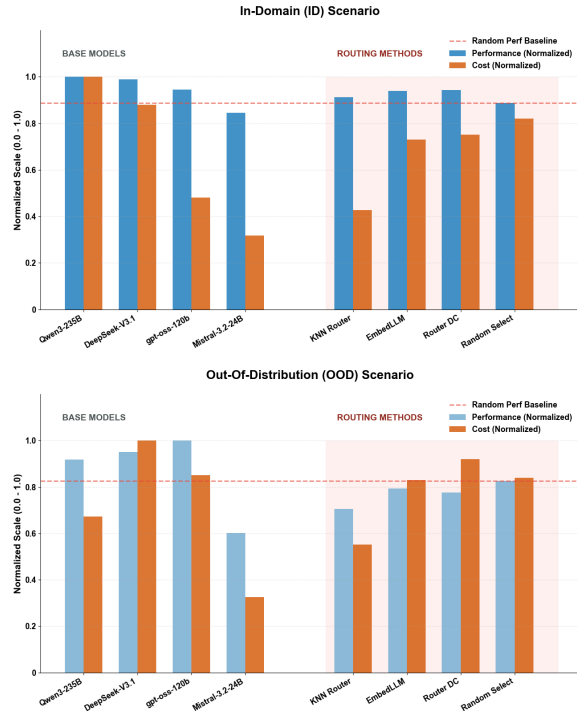 In-Domain (ID) Scenario
BASE MODELS
ROUTING METHODS
Random Perf Baseline
Performance (Normalized)
Cost (Normalized)
Normalized Scale (0.0 - 1.0)
1.0
0.8
0.6
0.4
0.2
0
Qwen3-235B
DeepSeek-V3.1
gpt-oss-120b
Mistral-3.2-24B
KNN Router
EmbedLLM
Router DC
Random Select
Out-Of-Distribution (OOD) Scenario
BASE MODELS
ROUTING METHODS
Random Perf Baseline
Performance (Normalized)
Cost (Normalized)
Normalized Scale (0.0 - 1.0)
1.0
0.8
0.6
0.4
0.2
0
Qwen3-235B
DeepSeek-V3.1
gpt-oss-120b
Mistral-3.2-24B
KNN Router
EmbedLLM
Router DC
Random Select